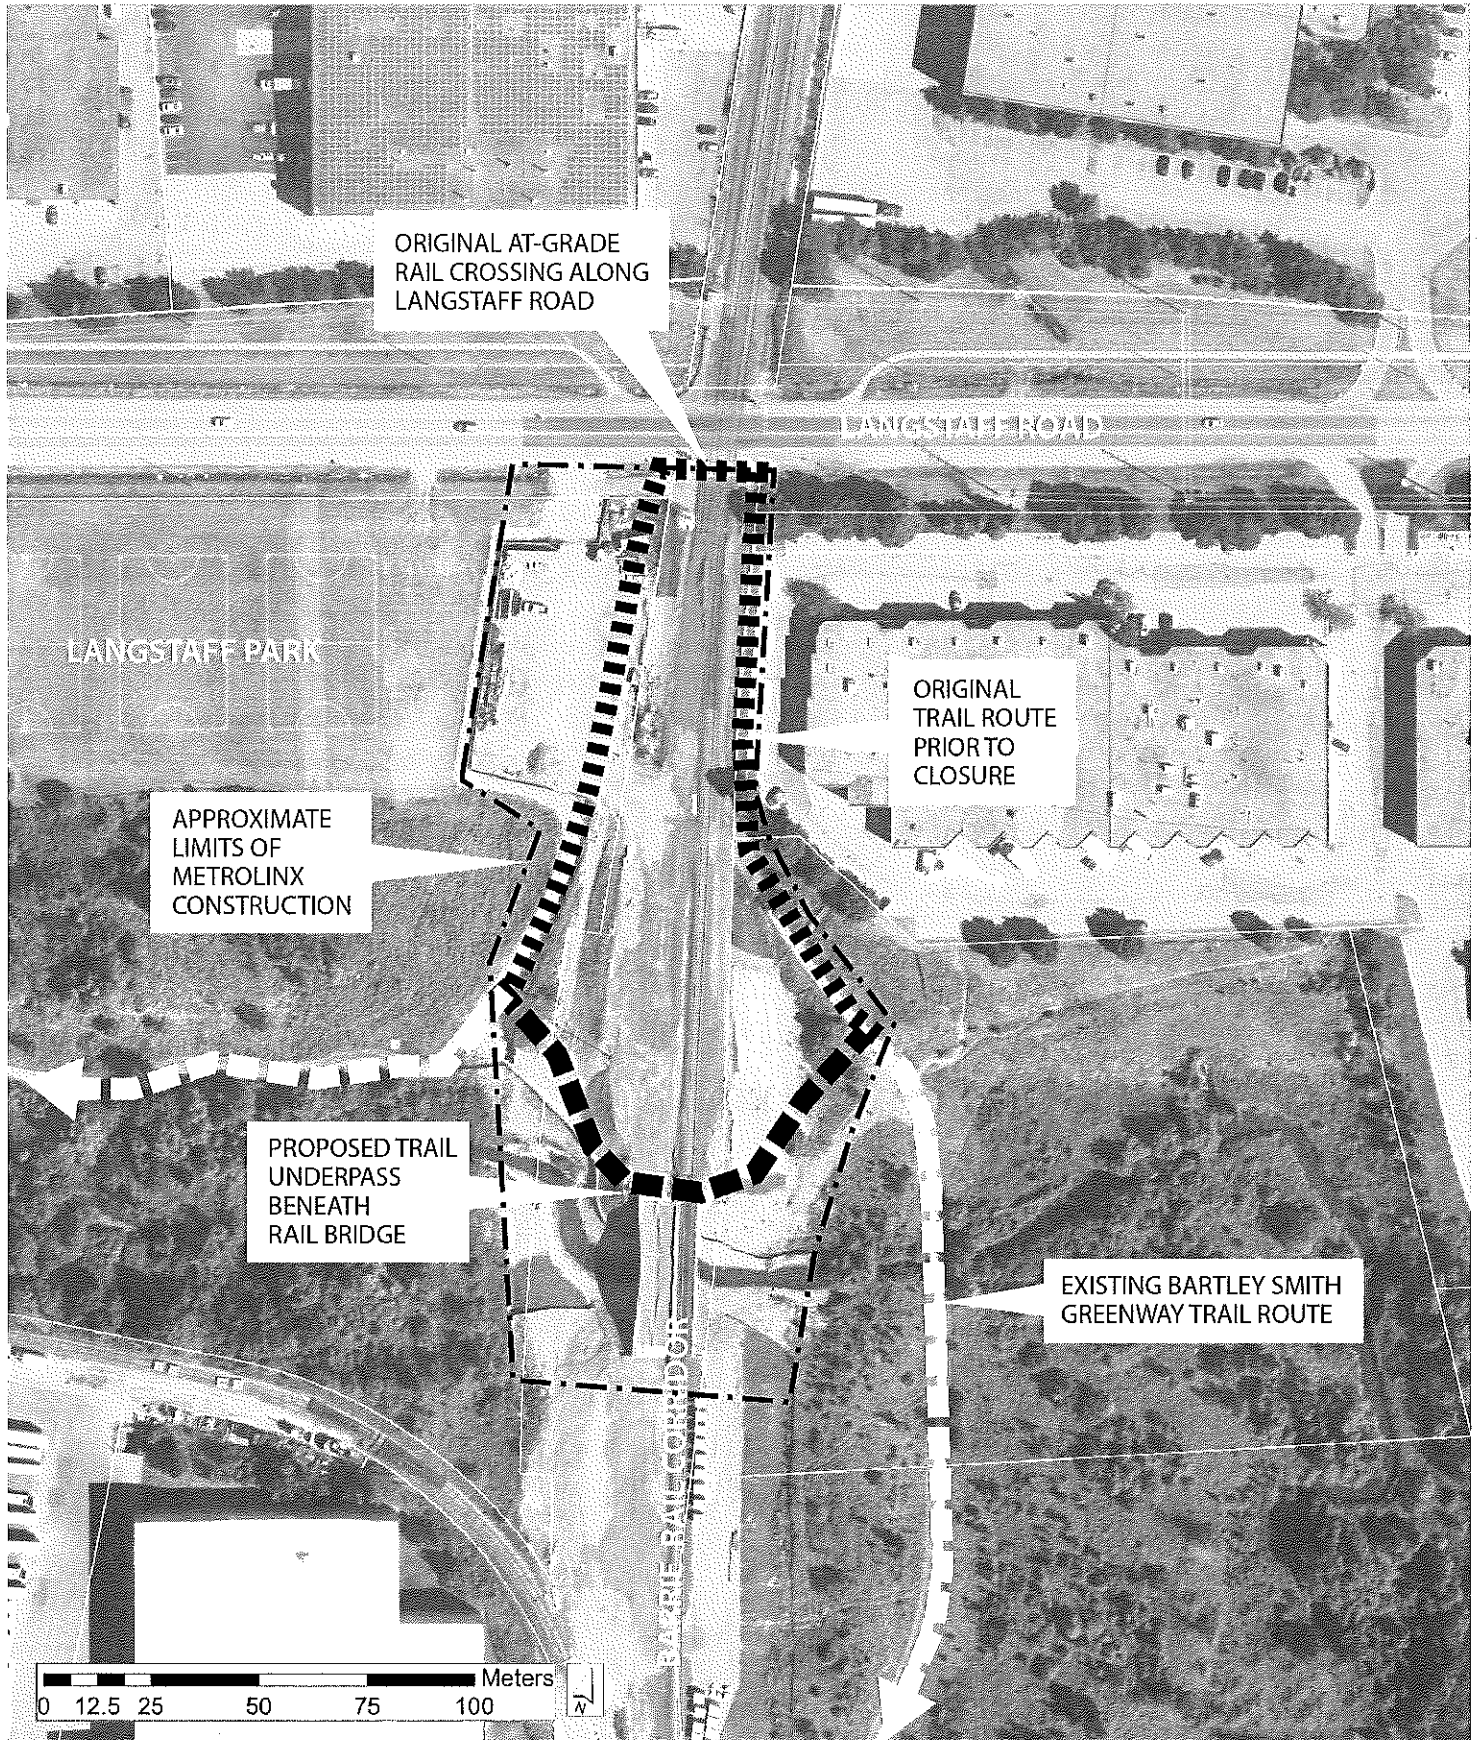 ORIGINAL AT-GRADE
RAIL CROSSING ALONG
LANGSTAFF ROAD
LANGSTAFF ROAD
LANGSTAFF PARK
ORIGINAL
TRAIL ROUTE
PRIOR TO
CLOSURE
APPROXIMATE
LIMITS OF
METROLINX
CONSTRUCTION
PROPOSED TRAIL
UNDERPASS
BENEATH
RAIL BRIDGE
EXISTING BARTLEY SMITH
GREENWAY TRAIL ROUTE
BARRIE RAIL CORRIDOR
Meters
0 12.5 25 50 75 100
N